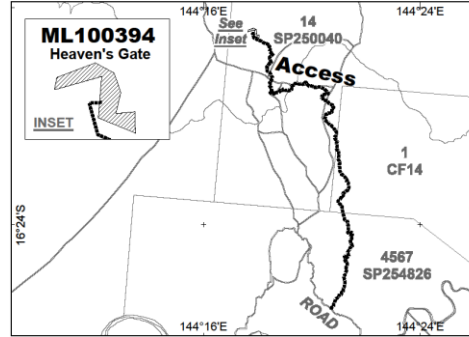 144°16'E
144°24'E
ML100394
Heaven's Gate
INSET
See
Inset
14
SP250040
Access
1
CF14
16°24'S
4567
SP254826
ROAD
144°16'E
144°24'E